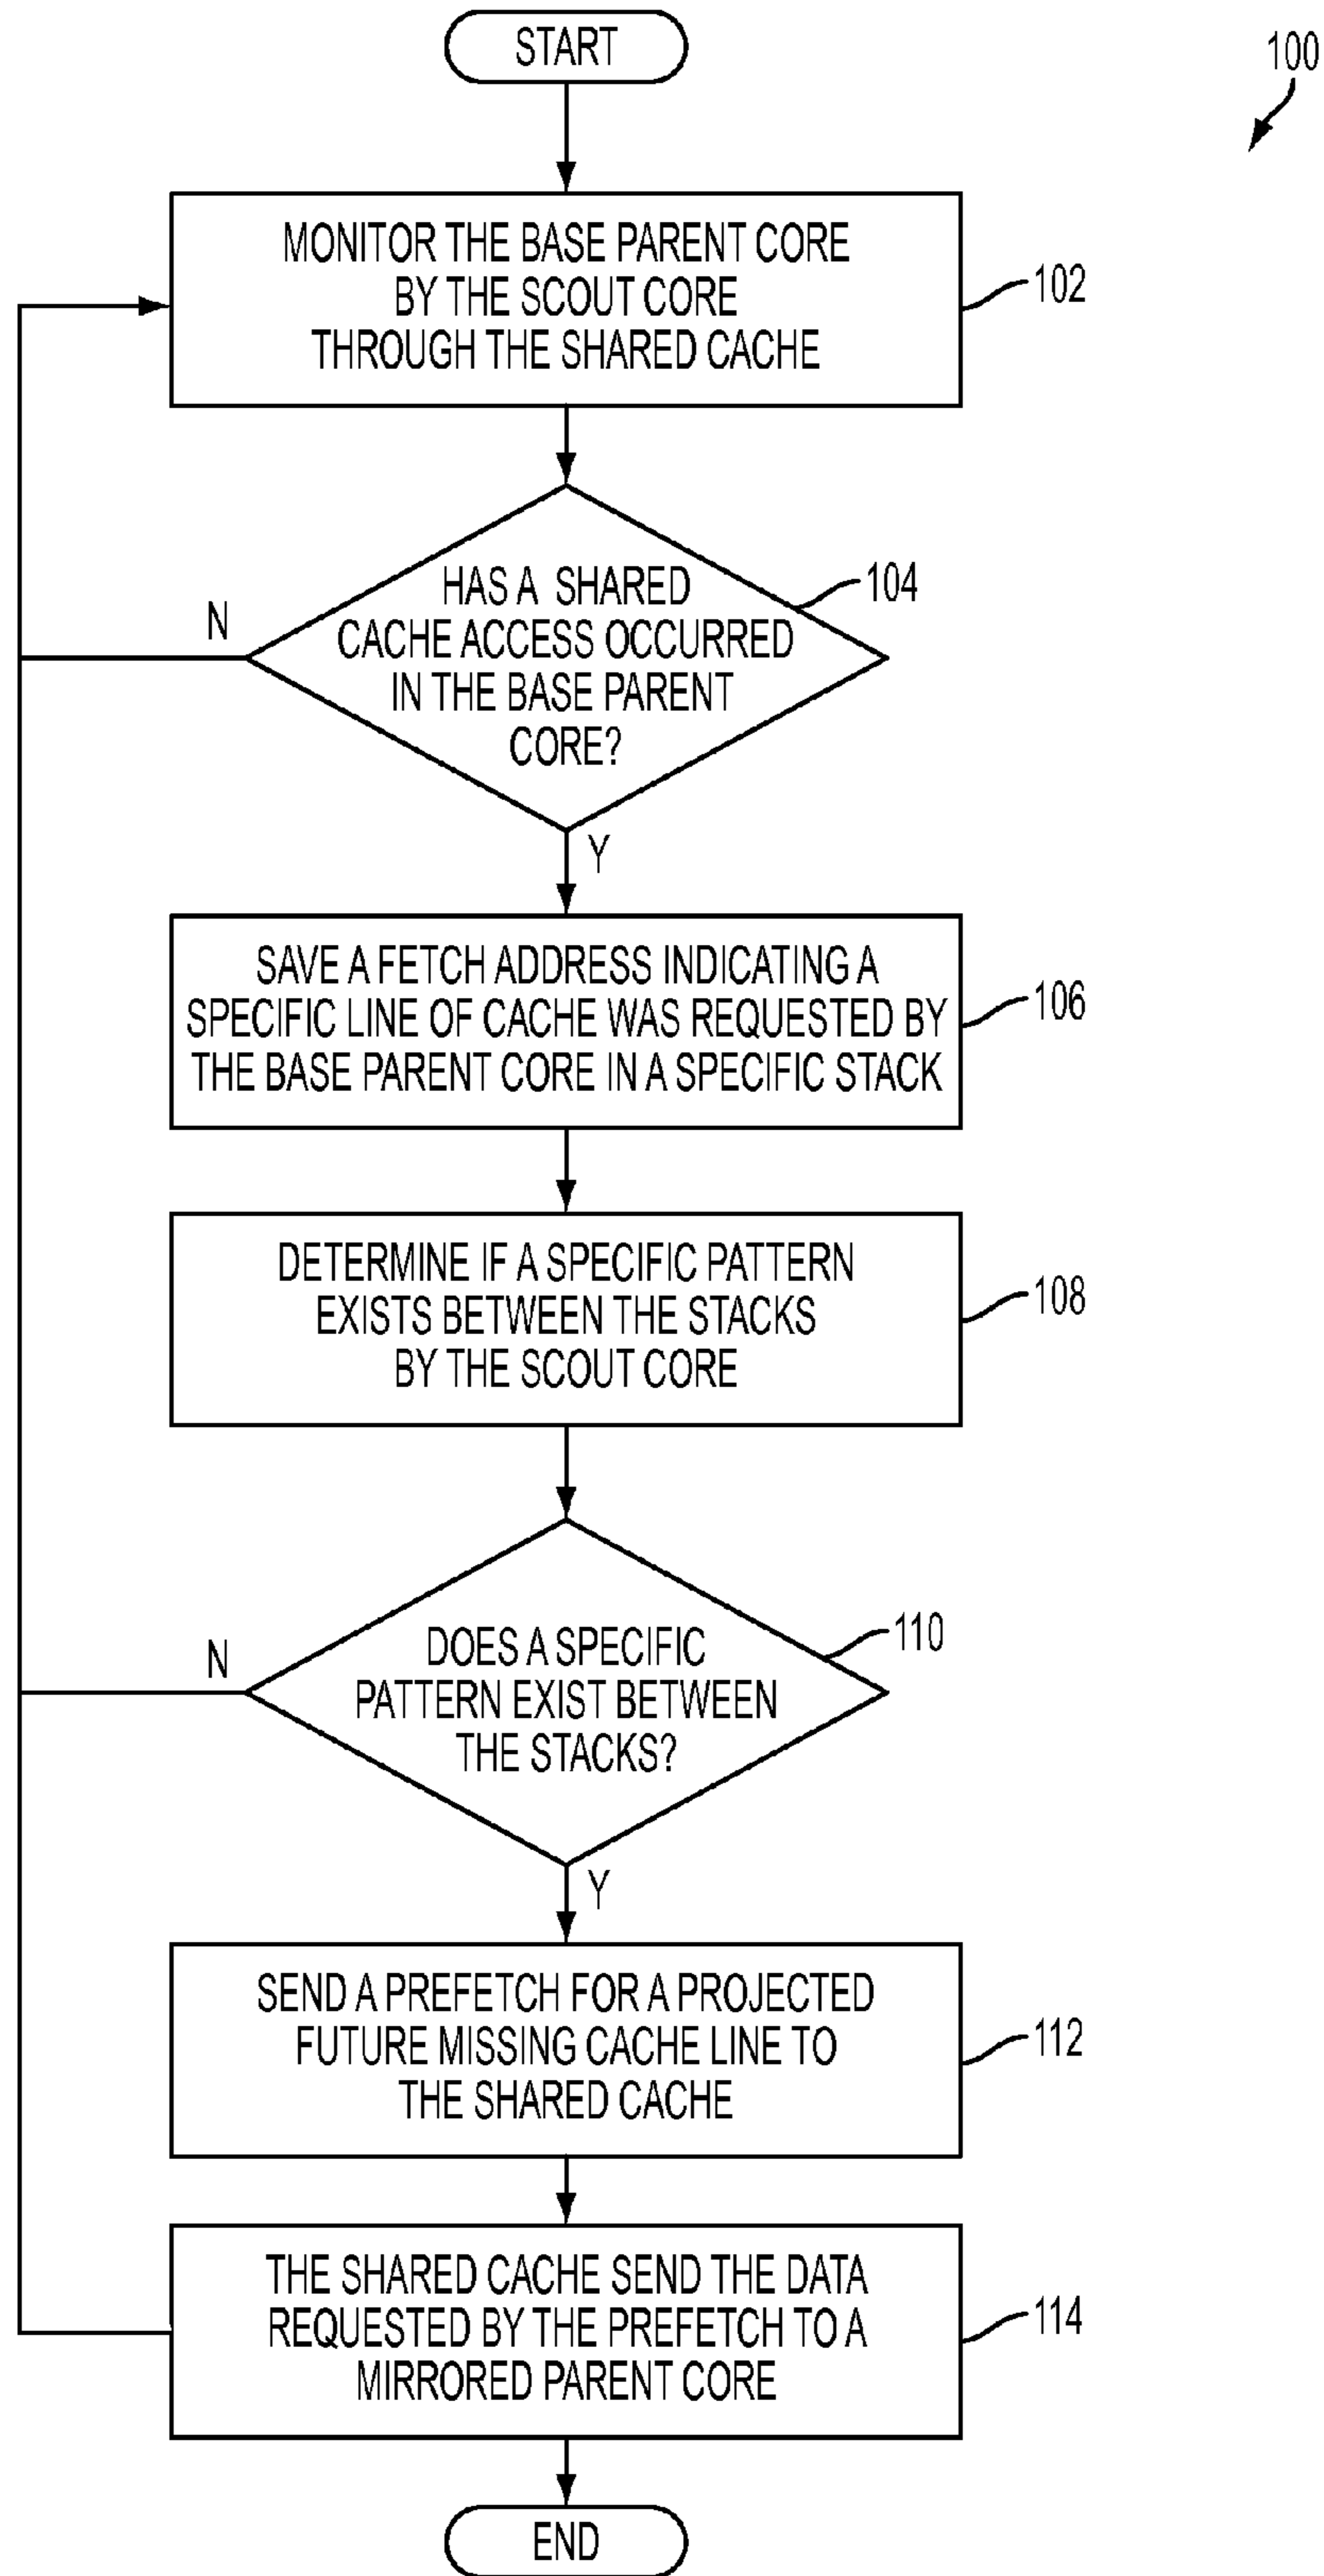 START
100
MONITOR THE BASE PARENT CORE
BY THE SCOUT CORE
THROUGH THE SHARED CACHE
102
HAS A SHARED
CACHE ACCESS OCCURRED
IN THE BASE PARENT
CORE?
104
N
Y
SAVE A FETCH ADDRESS INDICATING A
SPECIFIC LINE OF CACHE WAS REQUESTED BY
THE BASE PARENT CORE IN A SPECIFIC STACK
106
DETERMINE IF A SPECIFIC PATTERN
EXISTS BETWEEN THE STACKS
BY THE SCOUT CORE
108
DOES A SPECIFIC
PATTERN EXIST BETWEEN
THE STACKS?
110
N
Y
SEND A PREFETCH FOR A PROJECTED
FUTURE MISSING CACHE LINE TO
THE SHARED CACHE
112
THE SHARED CACHE SEND THE DATA
REQUESTED BY THE PREFETCH TO A
MIRRORED PARENT CORE
114
END